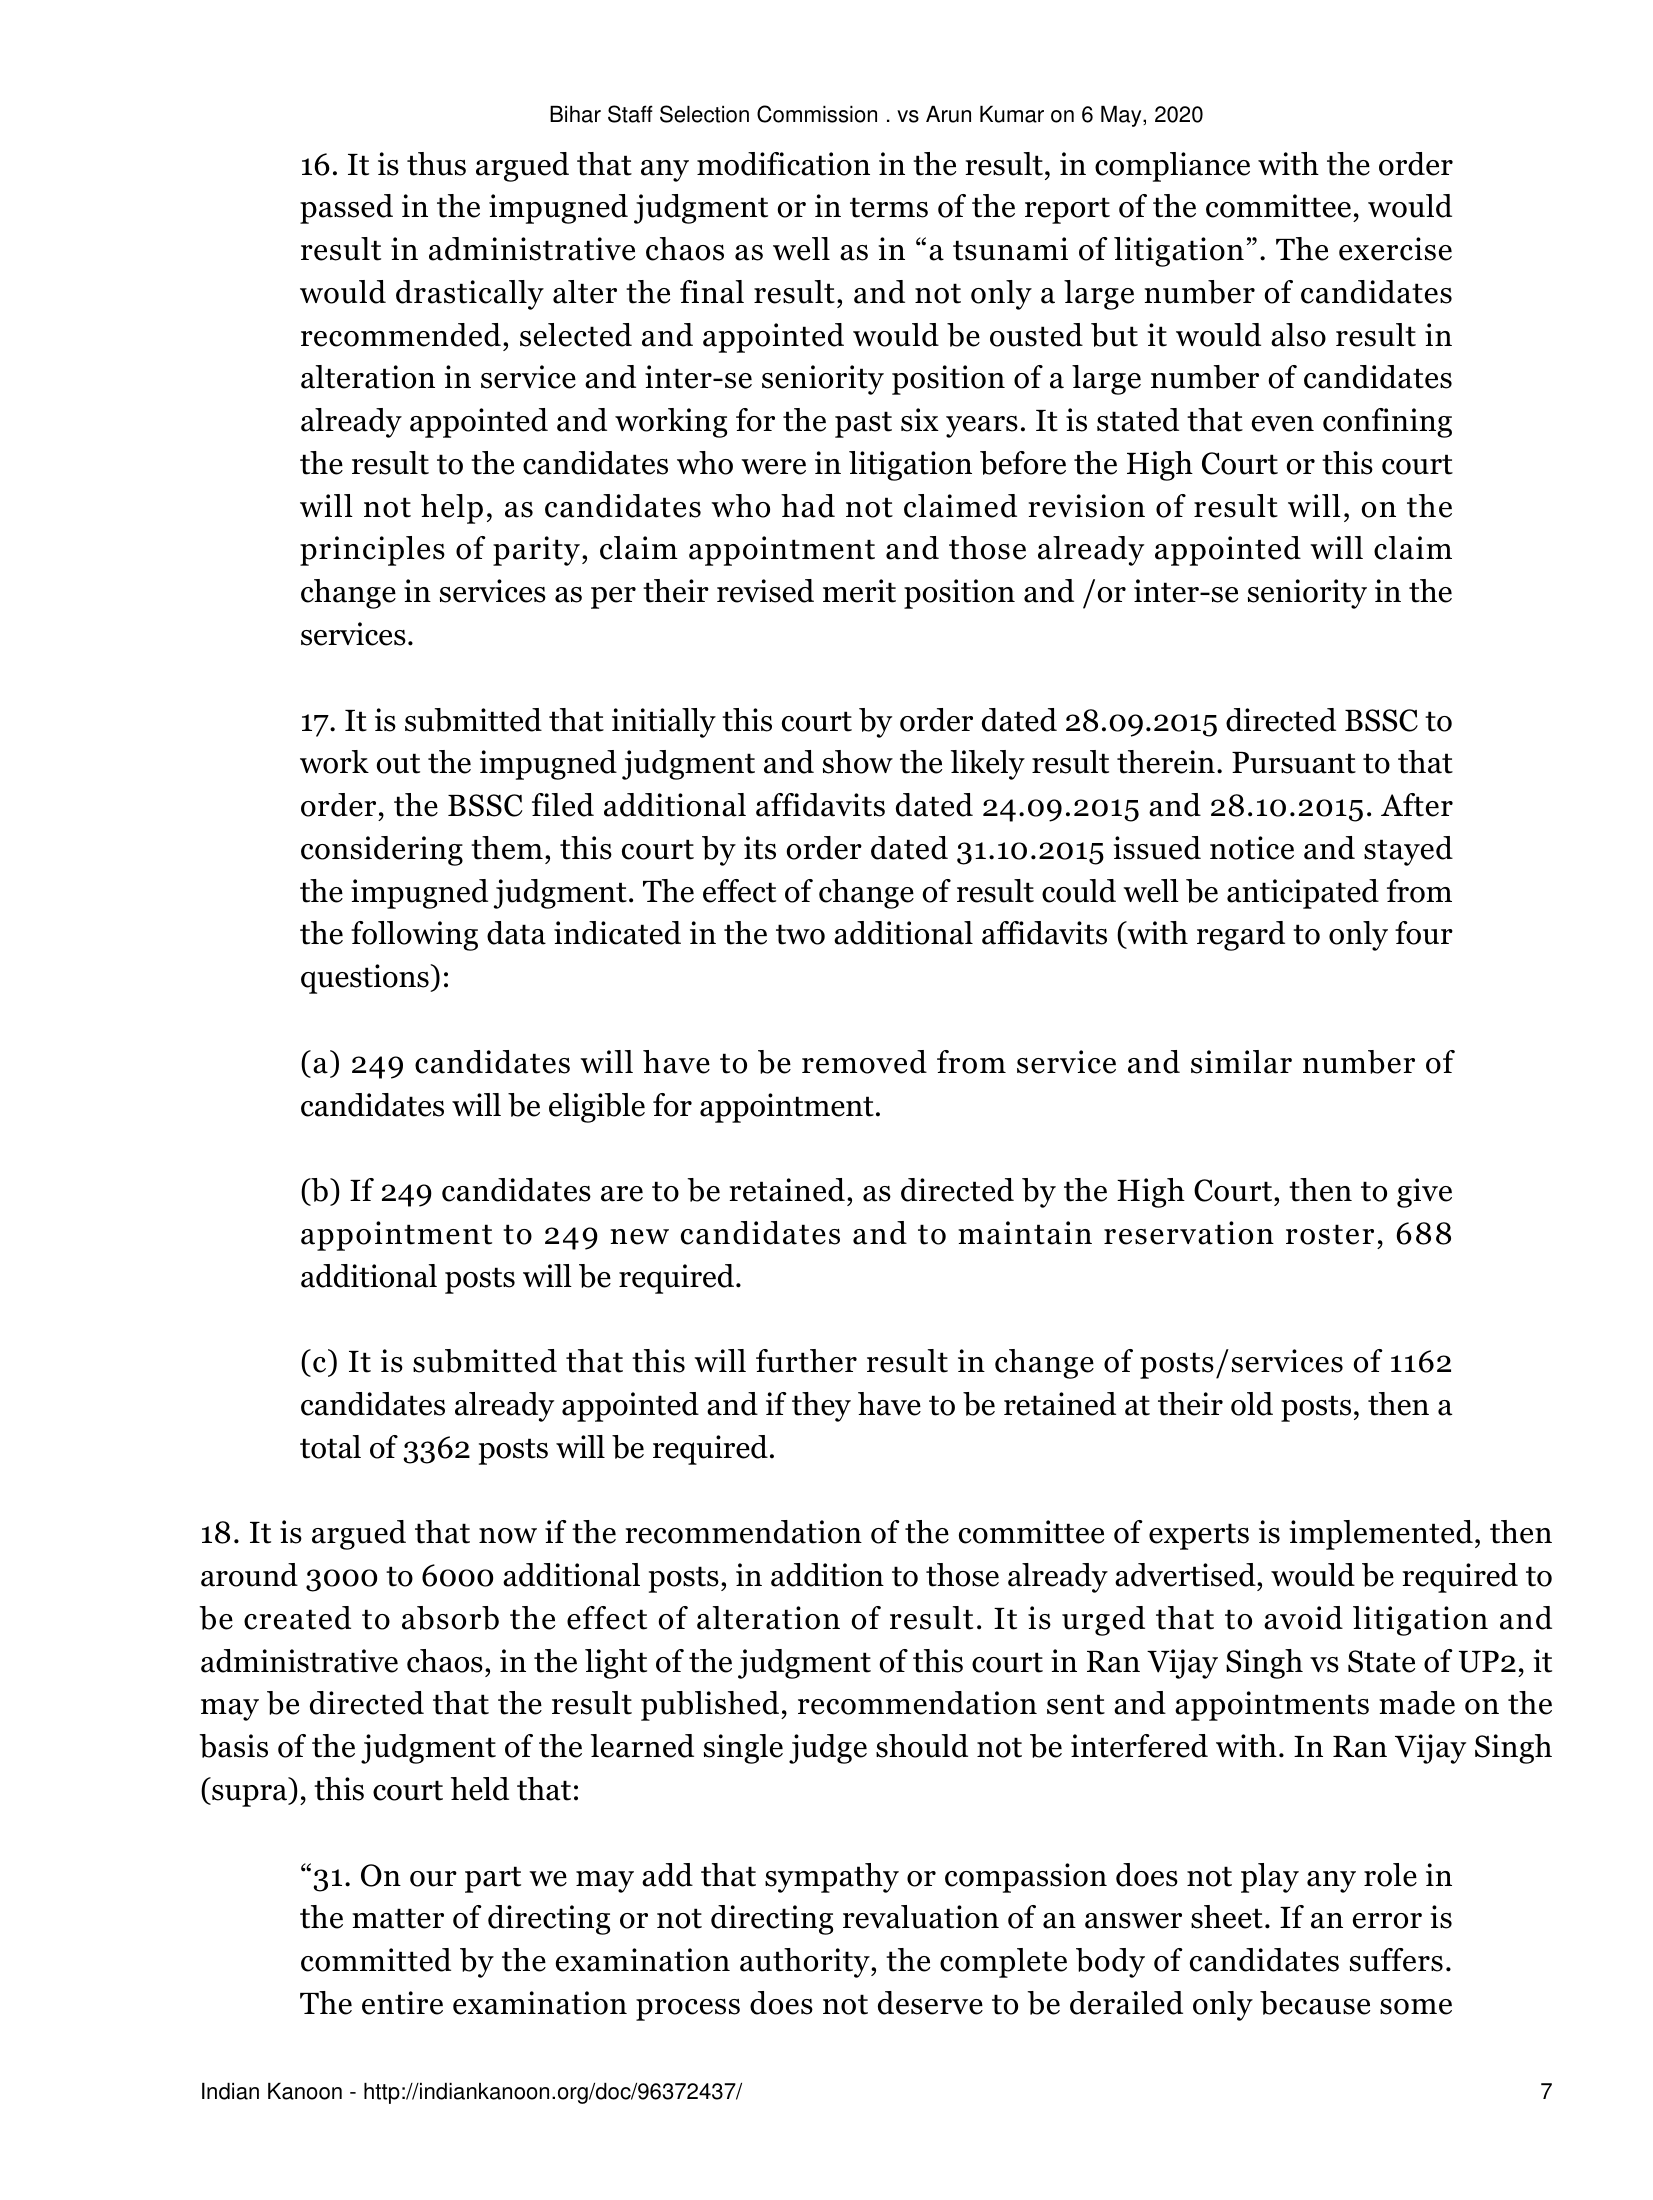 Bihar Staff Selection Commission . vs Arun Kumar on 6 May, 2020
16. It is thus argued that any modification in the result, in compliance with the order
passed in the impugned judgment or in terms of the report of the committee, would
result in administrative chaos as well as in “a tsunami of litigation”. The exercise
would drastically alter the final result, and not only a large number of candidates
recommended, selected and appointed would be ousted but it would also result in
alteration in service and inter-se seniority position of a large number of candidates
already appointed and working for the past six years. It is stated that even confining
the result to the candidates who were in litigation before the High Court or this court
will not help, as candidates who had not claimed revision of result will, on the
principles of parity, claim appointment and those already appointed will claim
change in services as per their revised merit position and /or inter-se seniority in the
services.
17. It is submitted that initially this court by order dated 28.09.2015 directed BSSC to
work out the impugned judgment and show the likely result therein. Pursuant to that
order, the BSSC filed additional affidavits dated 24.09.2015 and 28.10.2015. After
considering them, this court by its order dated 31.10.2015 issued notice and stayed
the impugned judgment. The effect of change of result could well be anticipated from
the following data indicated in the two additional affidavits (with regard to only four
questions):
(a) 249 candidates will have to be removed from service and similar number of
candidates will be eligible for appointment.
(b) If 249 candidates are to be retained, as directed by the High Court, then to give
appointment to 249 new candidates and to maintain reservation roster, 688
additional posts will be required.
(c) It is submitted that this will further result in change of posts/services of 1162
candidates already appointed and if they have to be retained at their old posts, then a
total of 3362 posts will be required.
18. It is argued that now if the recommendation of the committee of experts is implemented, then
around 3000 to 6000 additional posts, in addition to those already advertised, would be required to
be created to absorb the effect of alteration of result. It is urged that to avoid litigation and
administrative chaos, in the light of the judgment of this court in Ran Vijay Singh vs State of UP2, it
may be directed that the result published, recommendation sent and appointments made on the
basis of the judgment of the learned single judge should not be interfered with. In Ran Vijay Singh
(supra), this court held that:
“31. On our part we may add that sympathy or compassion does not play any role in
the matter of directing or not directing revaluation of an answer sheet. If an error is
committed by the examination authority, the complete body of candidates suffers.
The entire examination process does not deserve to be derailed only because some
Indian Kanoon - http://indiankanoon.org/doc/96372437/ 7